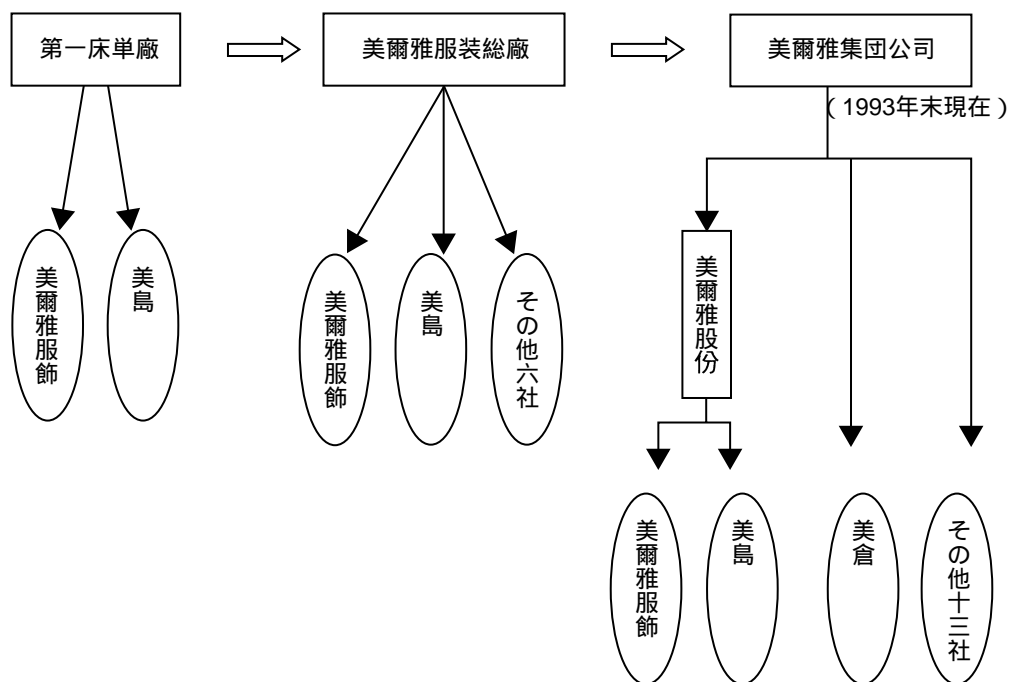 第一床単廠
美爾雅服装総廠
美爾雅集団公司
（1993年末現在）
美爾雅服飾
美島
美爾雅服飾
美島
その他六社
美爾雅股份
美爾雅服飾
美島
美倉
その他十三社